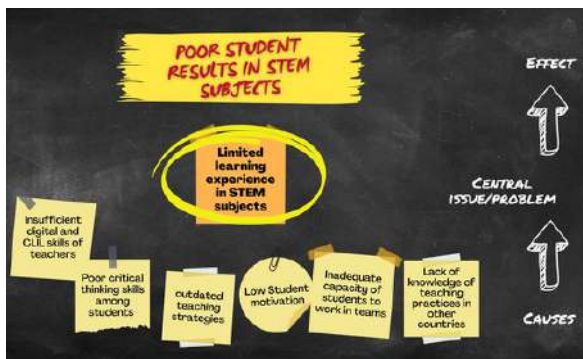 POOR STUDENT
RESULTS IN STEM
SUBJECTS
EFFECT
Limited
learning
experience
in STEM
subjects
CENTRAL
ISSUE/PROBLEM
Insufficient
digital and
CLIL skills of
teachers
Poor critical
thinking skills
among
students
outdated
teaching
strategies
Low Student
motivation
Inadequate
capacity of
students to
work in teams
Lack of
knowledge of
teaching
practices in
other
countries
CAUSES